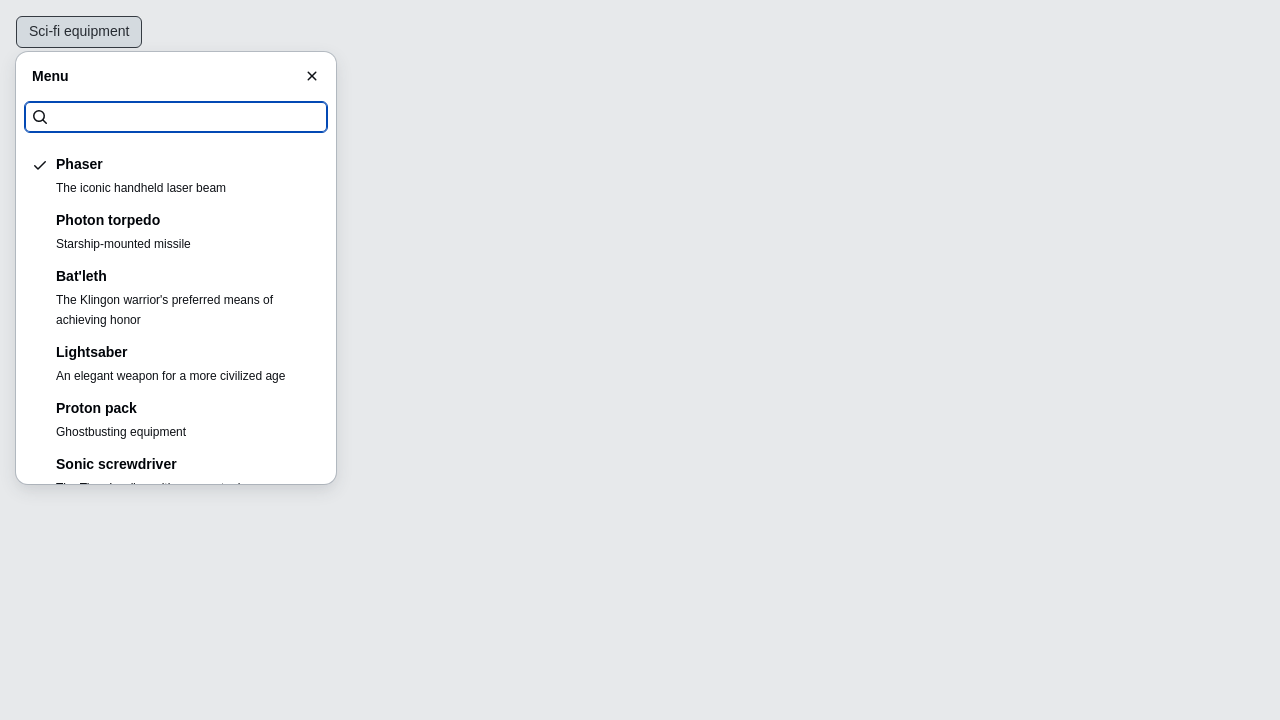 Sci-fi equipment
Menu
Phaser
The iconic handheld laser beam
Photon torpedo
Starship-mounted missile
Bat'leth
The Klingon warrior's preferred means of
achieving honor
Lightsaber
An elegant weapon for a more civilized age
Proton pack
Ghostbusting equipment
Sonic screwdriver